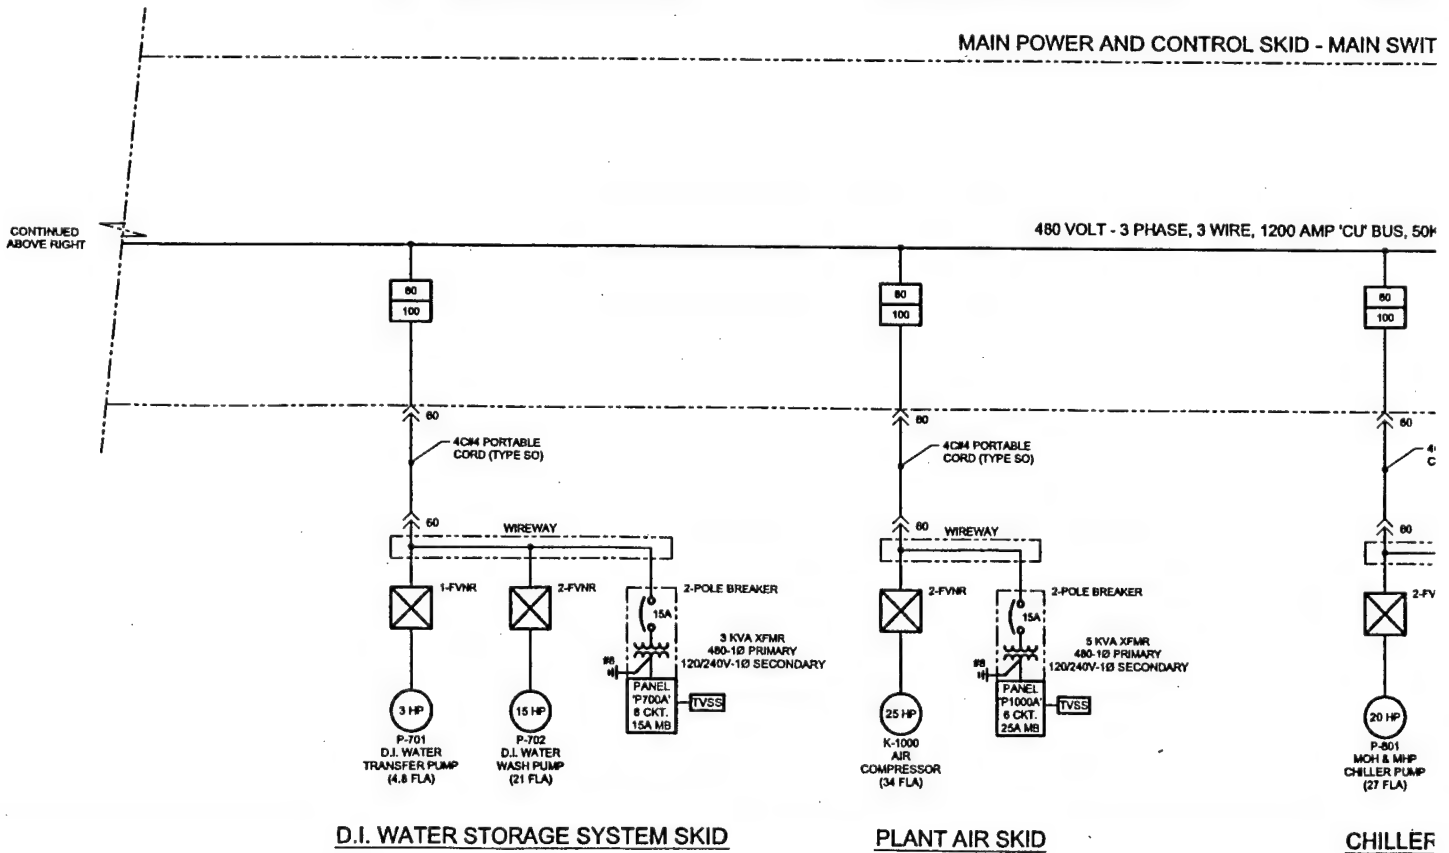 MAIN POWER AND CONTROL SKID - MAIN SWIT
CONTINUED
ABOVE RIGHT
480 VOLT - 3 PHASE, 3 WIRE, 1200 AMP 'CU' BUS, 50K
60
100
60
100
60
100
60
60
60
4C#4 PORTABLE
CORD (TYPE SO)
4C#4 PORTABLE
CORD (TYPE SO)
4
C
60
WIREWAY
60
WIREWAY
60
1-FVNR
2-FVNR
2-POLE BREAKER
15A
3 KVA XFMR
480-1Ø PRIMARY
120/240V-1Ø SECONDARY
#8
PANEL
'P700A'
8 CKT.
15A MB
TVSS
2-FVNR
2-POLE BREAKER
15A
5 KVA XFMR
480-1Ø PRIMARY
120/240V-1Ø SECONDARY
#8
PANEL
'P1000A'
6 CKT.
25A MB
TVSS
2-FV
3 HP
P-701
D.I. WATER
TRANSFER PUMP
(4.8 FLA)
15 HP
P-702
D.I. WATER
WASH PUMP
(21 FLA)
25 HP
K-1000
AIR
COMPRESSOR
(34 FLA)
20 HP
P-801
MOH & MHP
CHILLER PUMP
(27 FLA)
D.I. WATER STORAGE SYSTEM SKID
PLANT AIR SKID
CHILLER